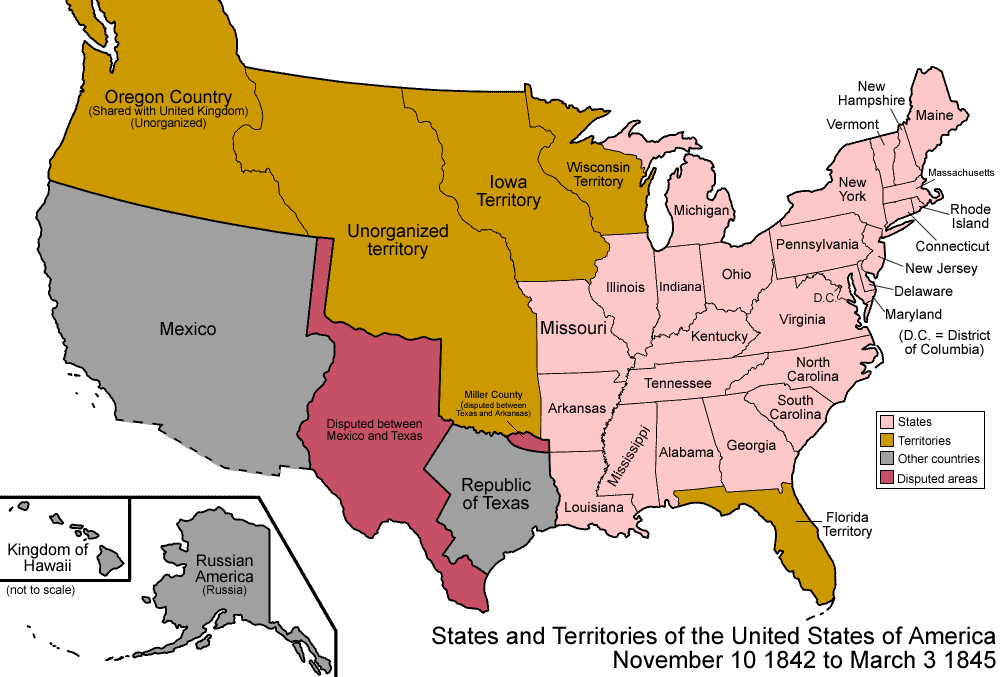 New
Hampshire
Maine
Vermont
Oregon Country
(Shared with United Kingdom)
(Unorganized)
Massachusetts
Wisconsin
Territory
Iowa
Territory
New
York
Rhode
Island
Michigan
Connecticut
Unorganized
territory
Pennsylvania
New Jersey
Ohio
Illinois
Indiana
Delaware
D.C.
Maryland
Mexico
Missouri
Virginia
Kentucky
(D.C. = District
of Columbia)
North
Carolina
Tennessee
Miller County
(disputed between
Texas and Arkansas)
Arkansas
South
Carolina
Disputed between
Mexico and Texas
States
Territories
Other countries
Disputed areas
Mississippi
Alabama
Georgia
Republic
of Texas
Louisiana
Florida
Territory
Kingdom of
Hawaii
(not to scale)
Russian
America
(Russia)
States and Territories of the United States of America
November 10 1842 to March 3 1845